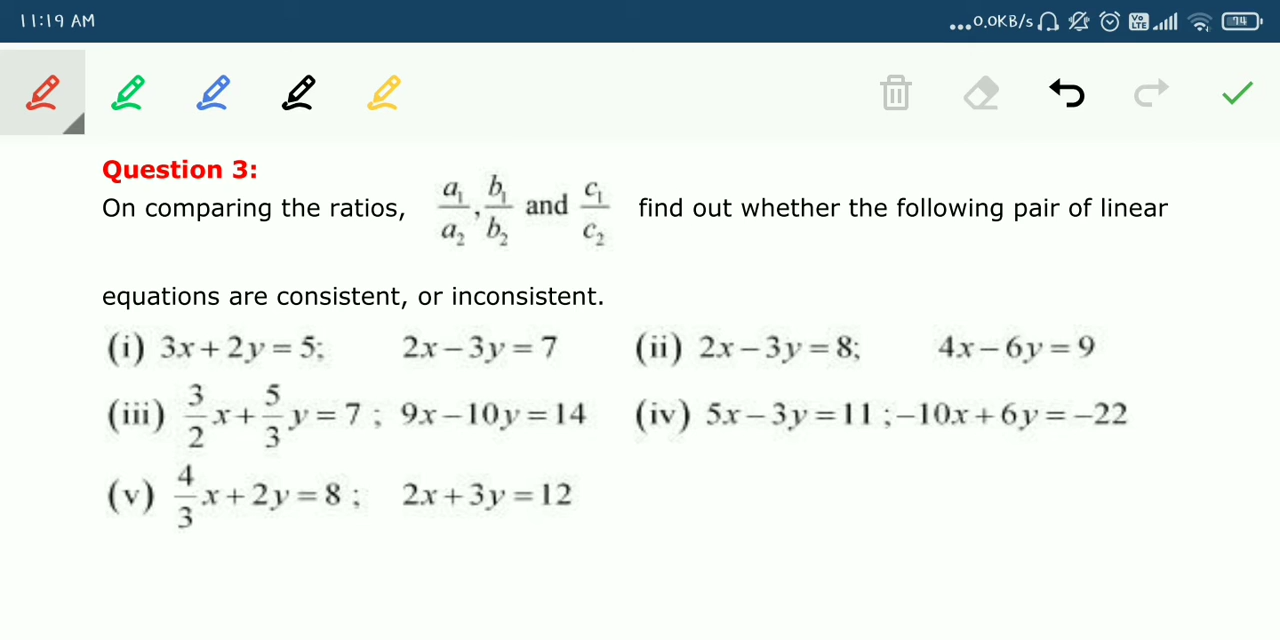 11:19 AM ...0.0KB/s Vo LTE 74
Question 3:
On comparing the ratios, a₁/a₂, b₁/b₂ and c₁/c₂ find out whether the following pair of linear
equations are consistent, or inconsistent.
(i) 3x + 2y = 5; 2x – 3y = 7 (ii) 2x – 3y = 8; 4x – 6y = 9
(iii) 3/2 x + 5/3 y = 7 ; 9x – 10y = 14 (iv) 5x – 3y = 11 ; –10x + 6y = –22
(v) 4/3 x + 2y = 8 ; 2x + 3y = 12